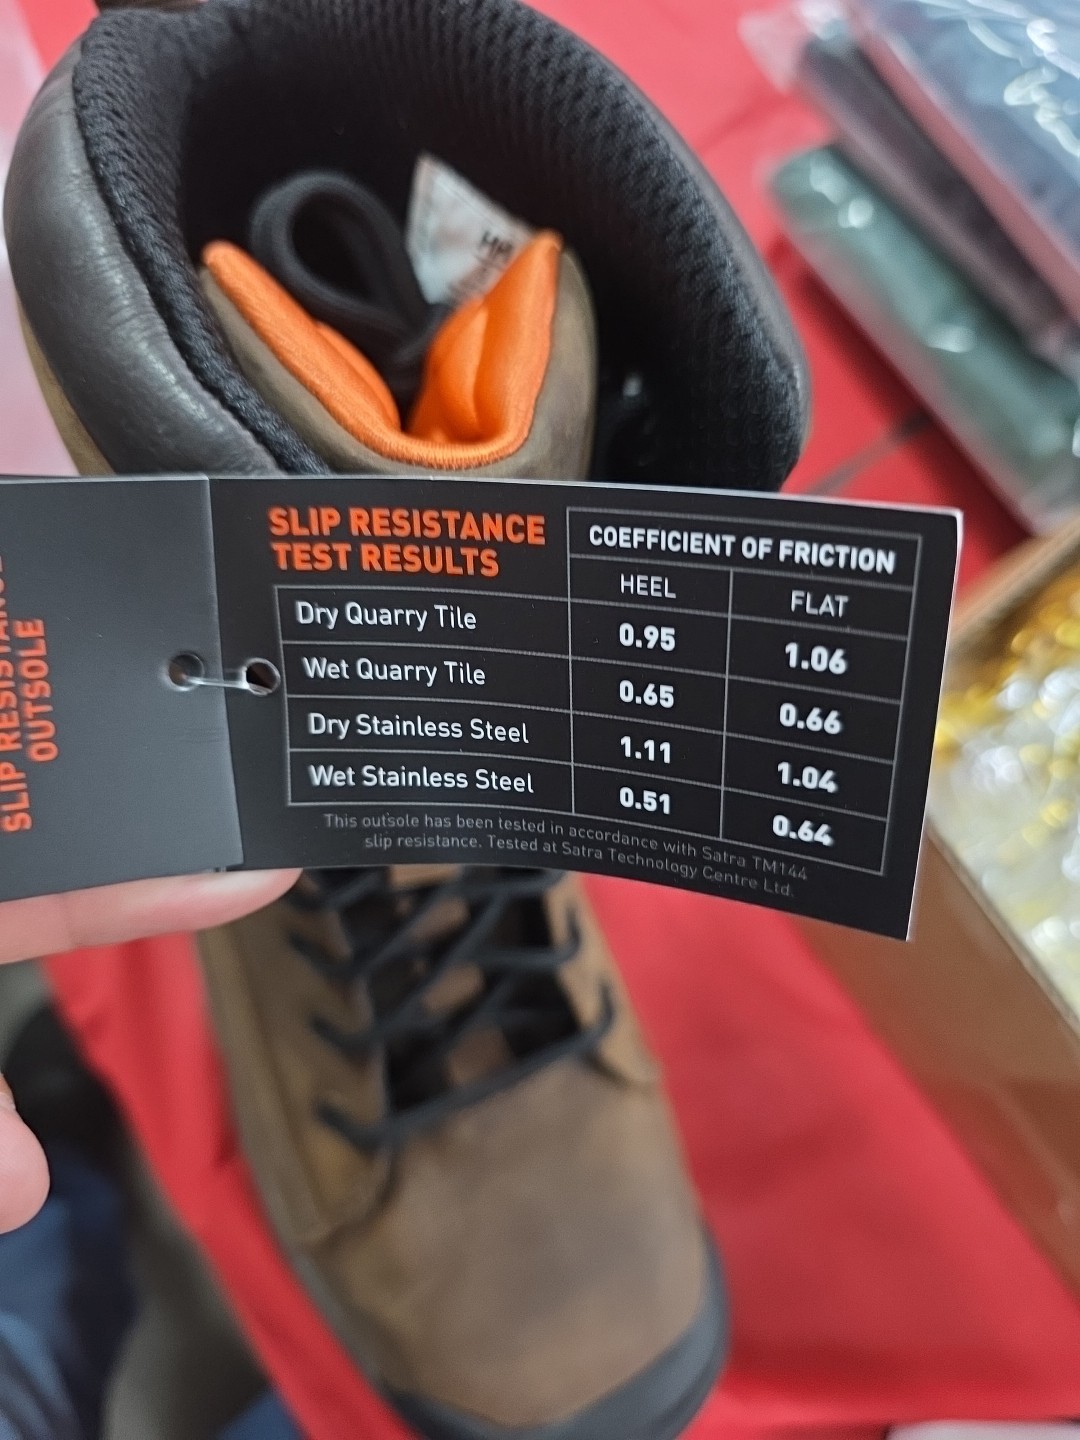 SLIP RESISTANCE
OUTSOLE
SLIP RESISTANCE
TEST RESULTS
COEFFICIENT OF FRICTION
HEEL FLAT
Dry Quarry Tile 0.95 1.06
Wet Quarry Tile 0.65 0.66
Dry Stainless Steel 1.11 1.04
Wet Stainless Steel 0.51 0.64
This outsole has been tested in accordance with Satra TM144
slip resistance. Tested at Satra Technology Centre Ltd.